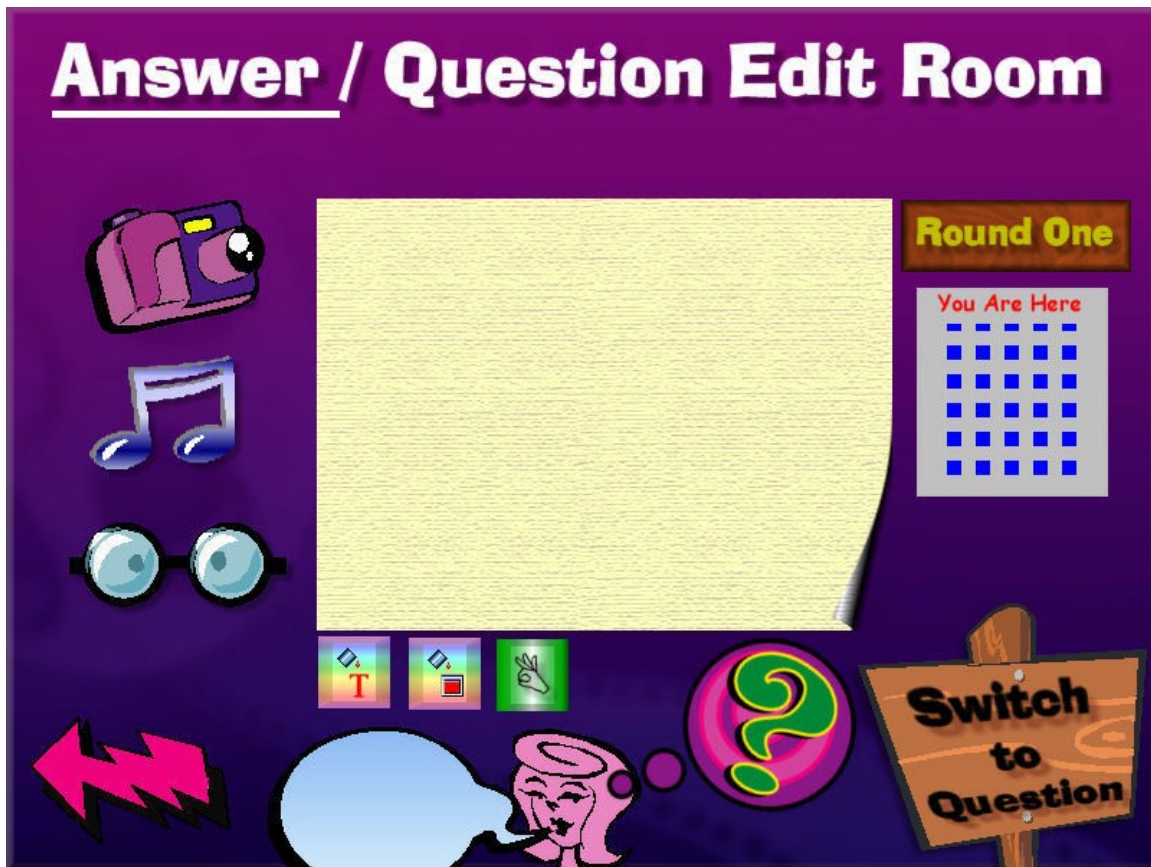 Answer / Question Edit Room
Round One
You Are Here
T
?
Switch
to
Question